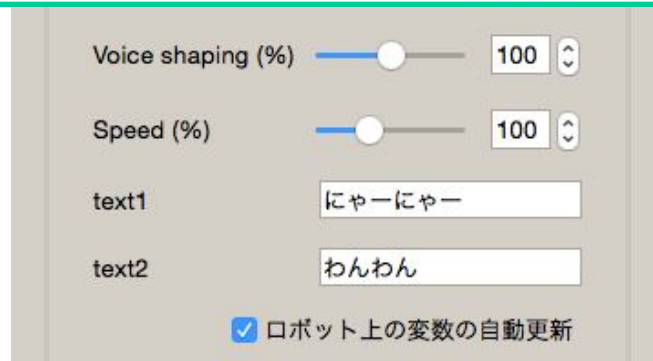 Voice shaping (%) 100
Speed (%) 100
text1 にゃーにゃー
text2 わんわん
ロボット上の変数の自動更新